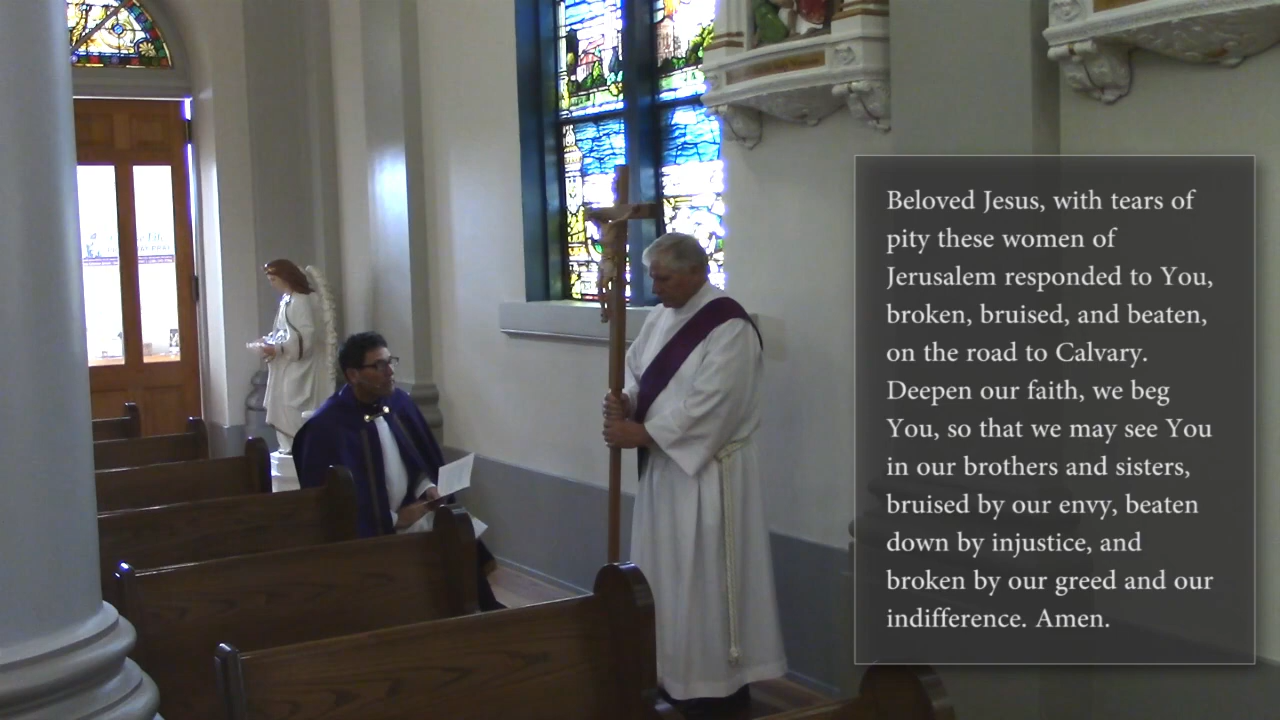 Beloved Jesus, with tears of
pity these women of
Jerusalem responded to You,
broken, bruised, and beaten,
on the road to Calvary.
Deepen our faith, we beg
You, so that we may see You
in our brothers and sisters,
bruised by our envy, beaten
down by injustice, and
broken by our greed and our
indifference. Amen.